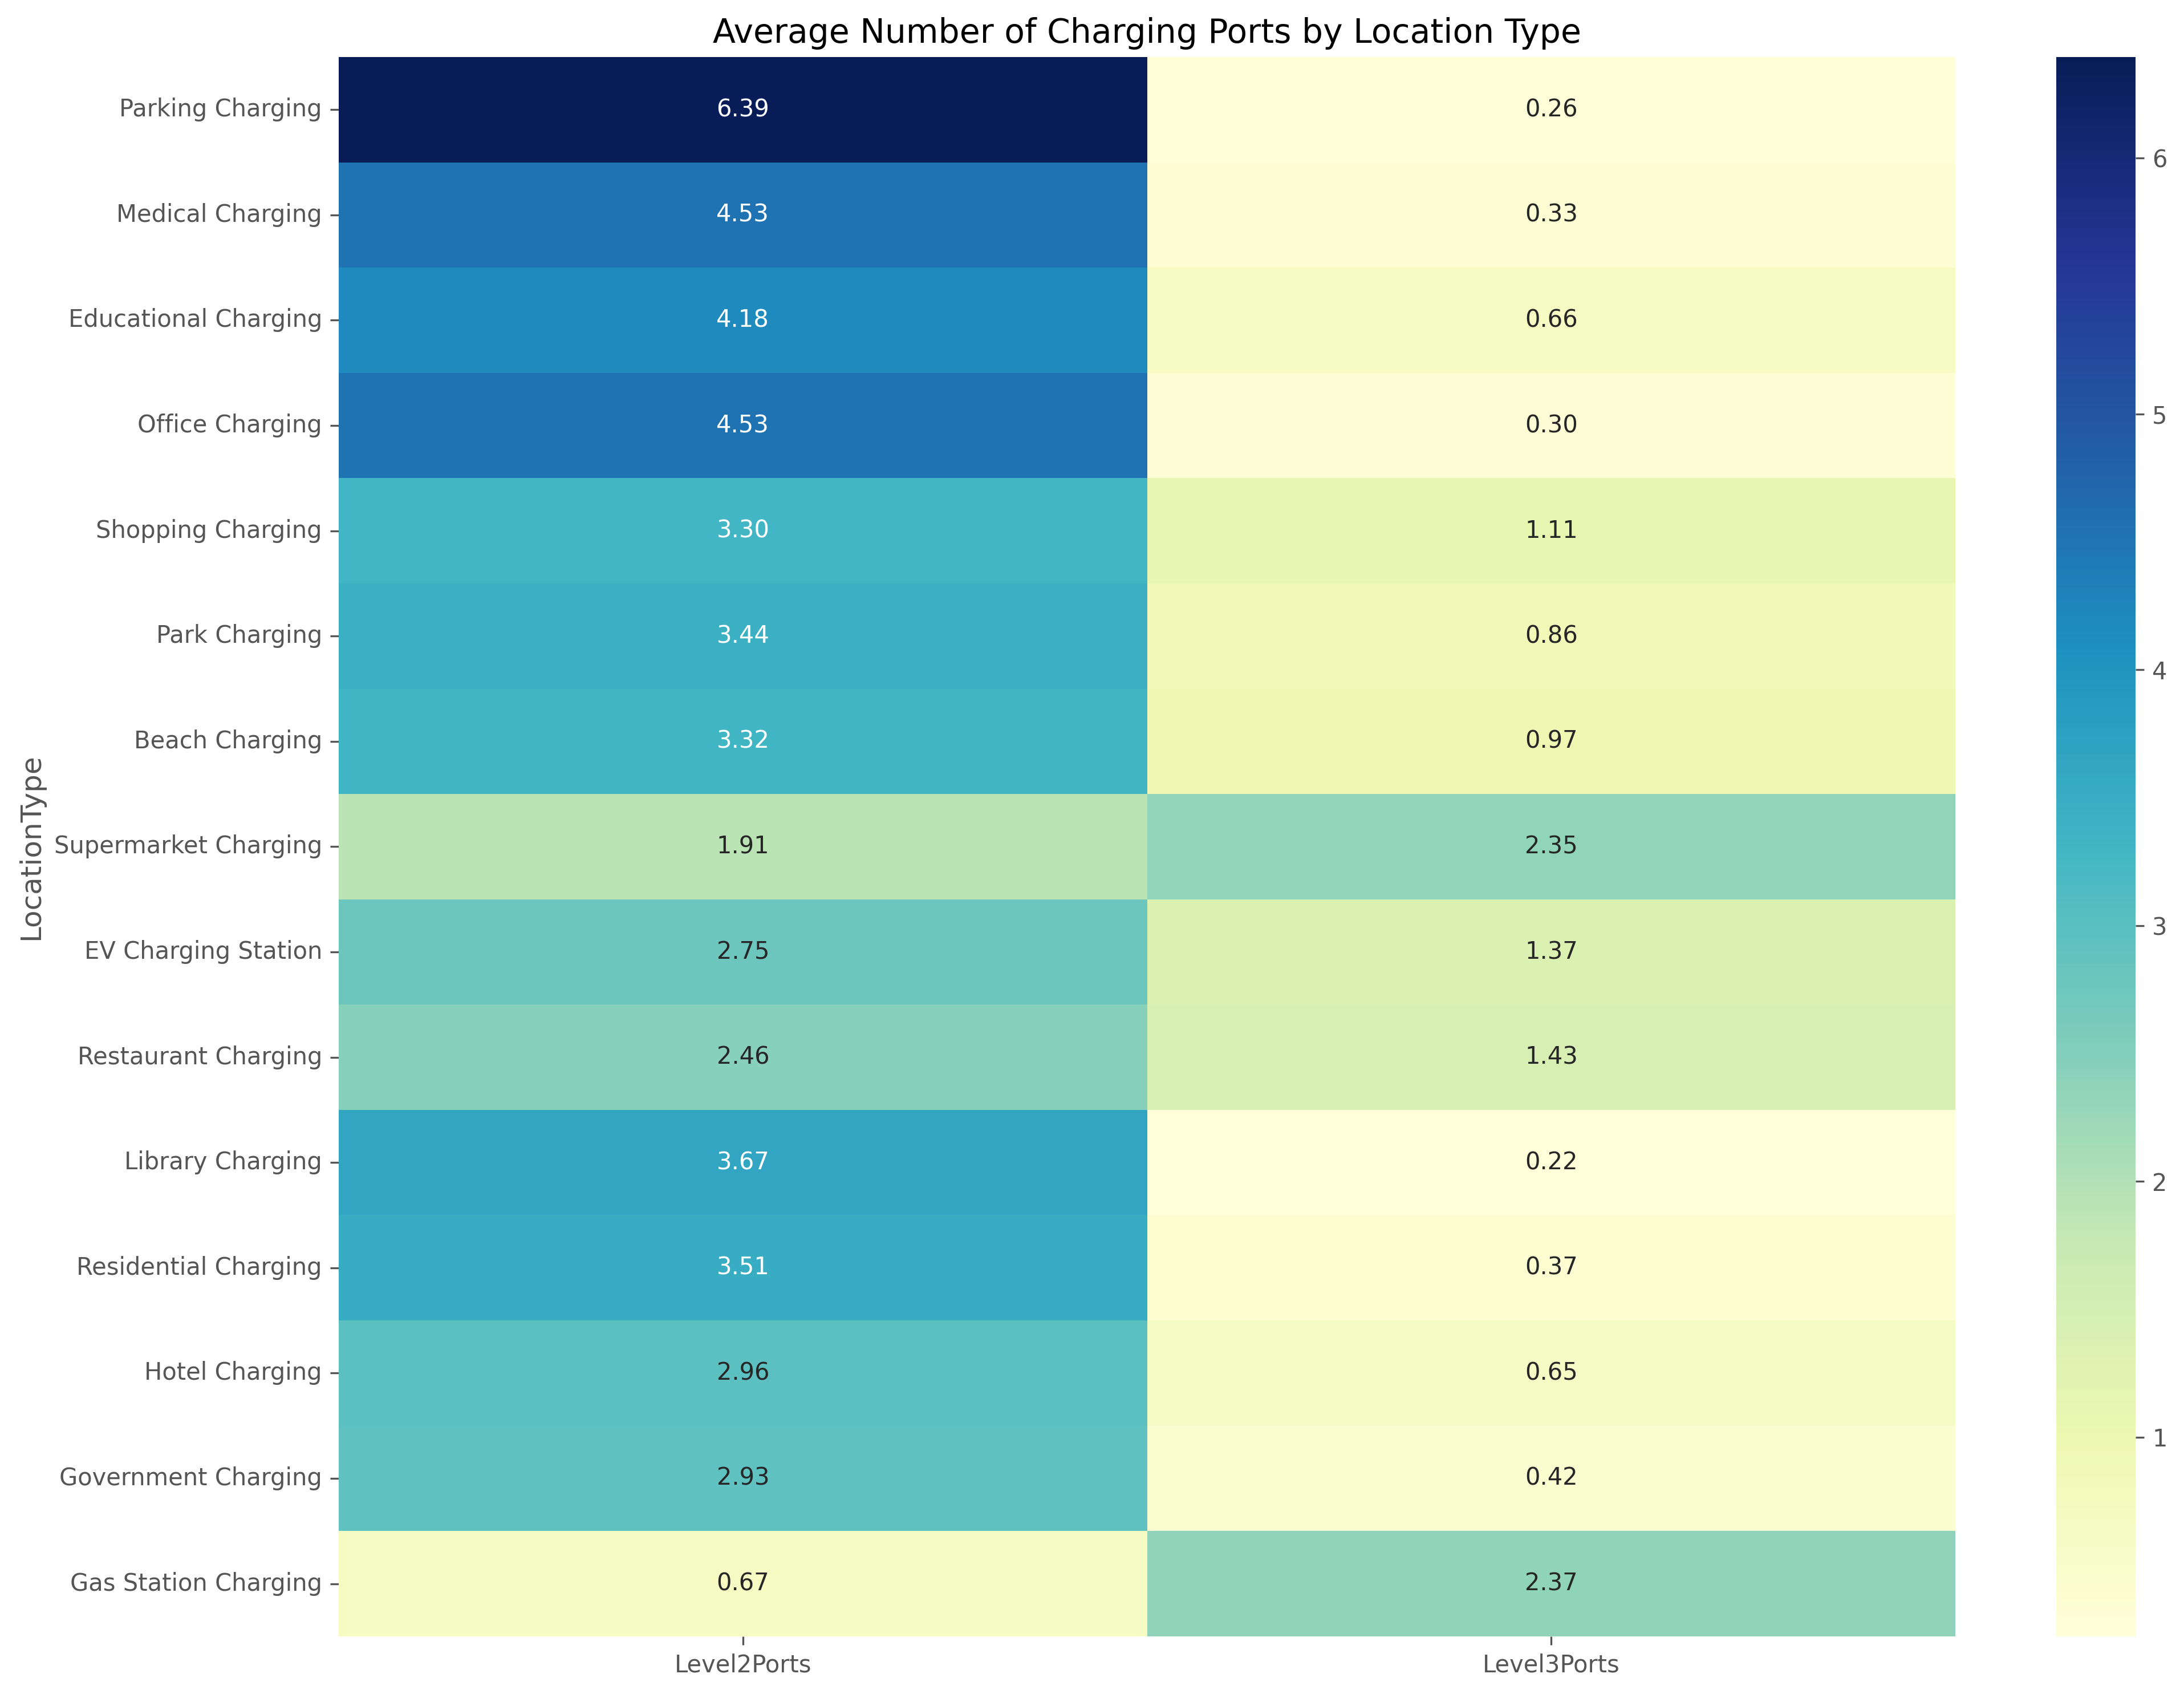 Average Number of Charging Ports by Location Type
LocationType
Parking Charging 6.39 0.26
Medical Charging 4.53 0.33
Educational Charging 4.18 0.66
Office Charging 4.53 0.30
Shopping Charging 3.30 1.11
Park Charging 3.44 0.86
Beach Charging 3.32 0.97
Supermarket Charging 1.91 2.35
EV Charging Station 2.75 1.37
Restaurant Charging 2.46 1.43
Library Charging 3.67 0.22
Residential Charging 3.51 0.37
Hotel Charging 2.96 0.65
Government Charging 2.93 0.42
Gas Station Charging 0.67 2.37
Level2Ports Level3Ports
6
5
4
3
2
1